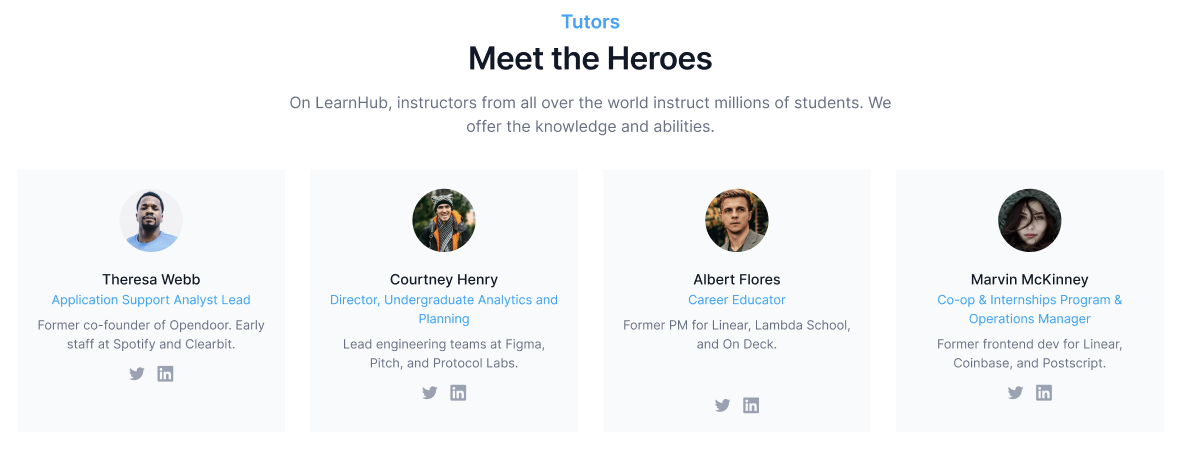 Tutors
Meet the Heroes
On LearnHub, instructors from all over the world instruct millions of students. We
offer the knowledge and abilities.
Theresa Webb
Application Support Analyst Lead
Former co-founder of Opendoor. Early
staff at Spotify and Clearbit.
Courtney Henry
Director, Undergraduate Analytics and
Planning
Lead engineering teams at Figma,
Pitch, and Protocol Labs.
Albert Flores
Career Educator
Former PM for Linear, Lambda School,
and On Deck.
Marvin McKinney
Co-op & Internships Program &
Operations Manager
Former frontend dev for Linear,
Coinbase, and Postscript.